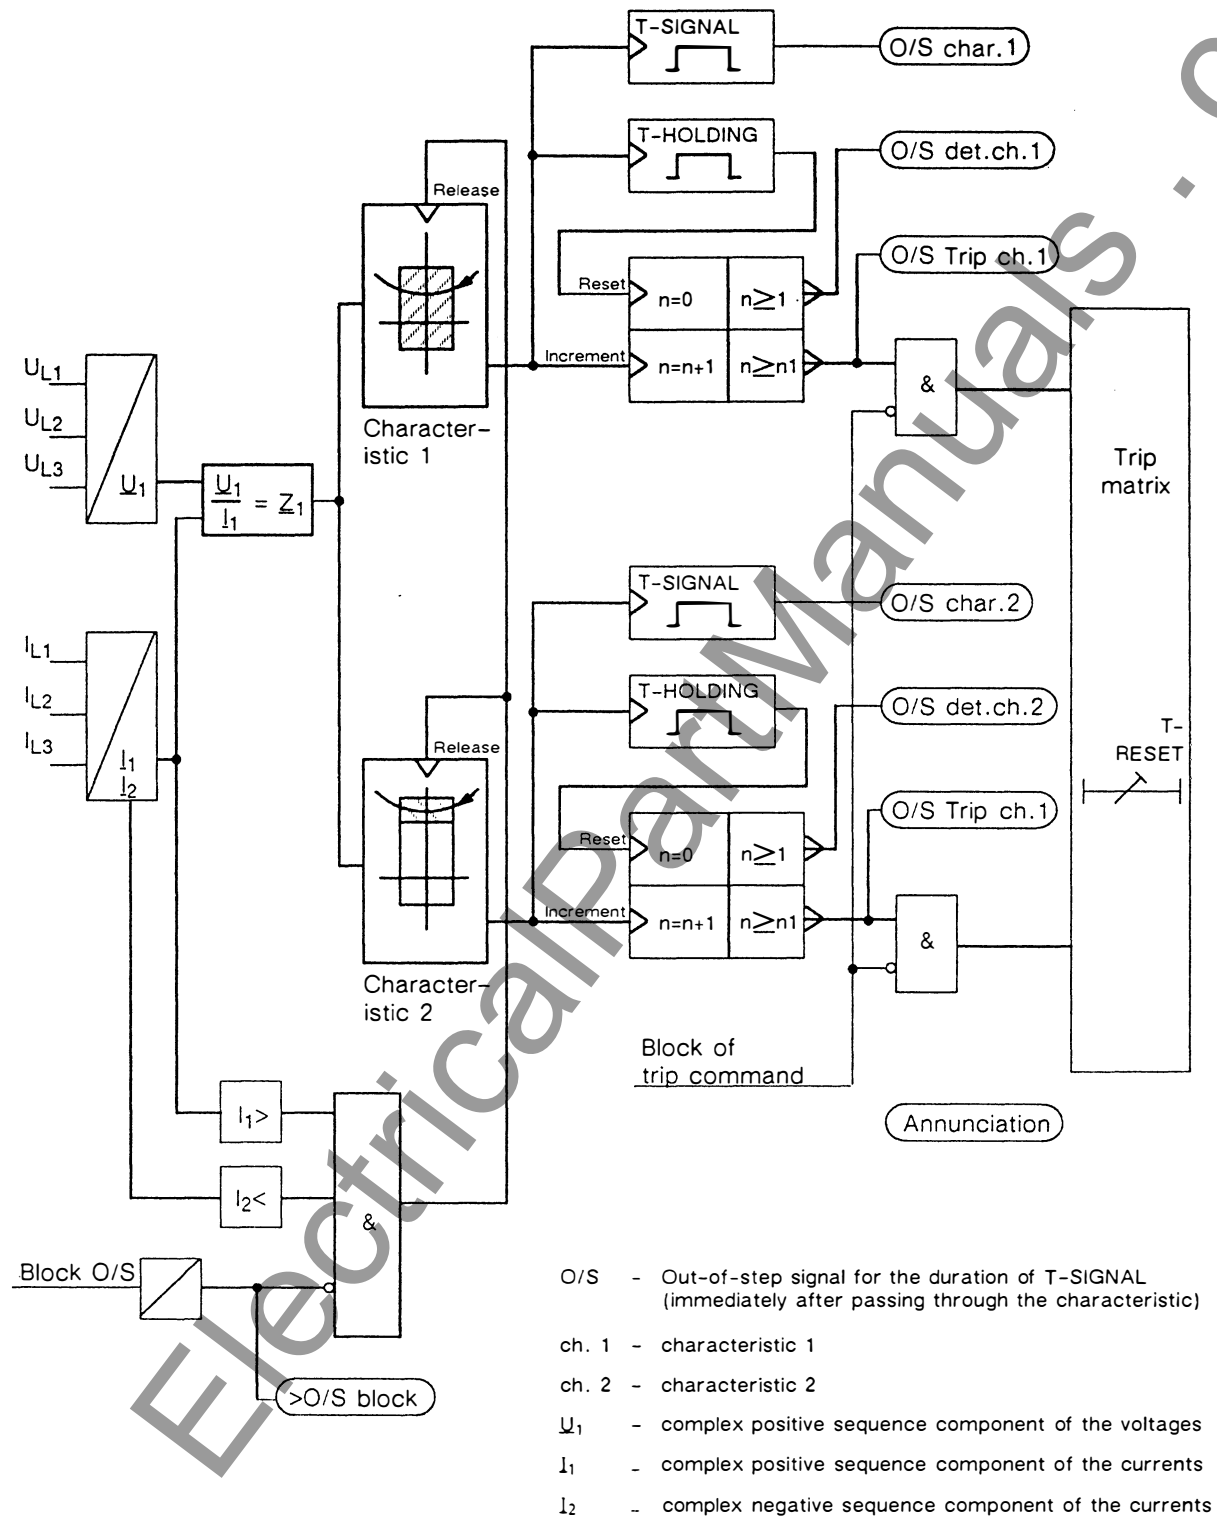 T-SIGNAL
O/S char.1
T-HOLDING
O/S det.ch.1
Release
O/S Trip ch.1
Reset
n=0
n≥1
Increment
n=n+1
n≥n1
&
Character-
istic 1
UL1
UL2
UL3
U1
U1
I1
= Z1
Trip
matrix
T-SIGNAL
O/S char.2
IL1
IL2
IL3
I1
I2
T-HOLDING
O/S det.ch.2
Release
T-
RESET
O/S Trip ch.1
Reset
n=0
n≥1
Increment
n=n+1
n≥n1
&
Character-
istic 2
Block of
trip command
Annunciation
I1>
I2<
&
Block O/S
>O/S block
O/S - Out-of-step signal for the duration of T-SIGNAL
(immediately after passing through the characteristic)
ch. 1 - characteristic 1
ch. 2 - characteristic 2
U1 - complex positive sequence component of the voltages
I1 - complex positive sequence component of the currents
I2 - complex negative sequence component of the currents
ElectricalPartManuals . c